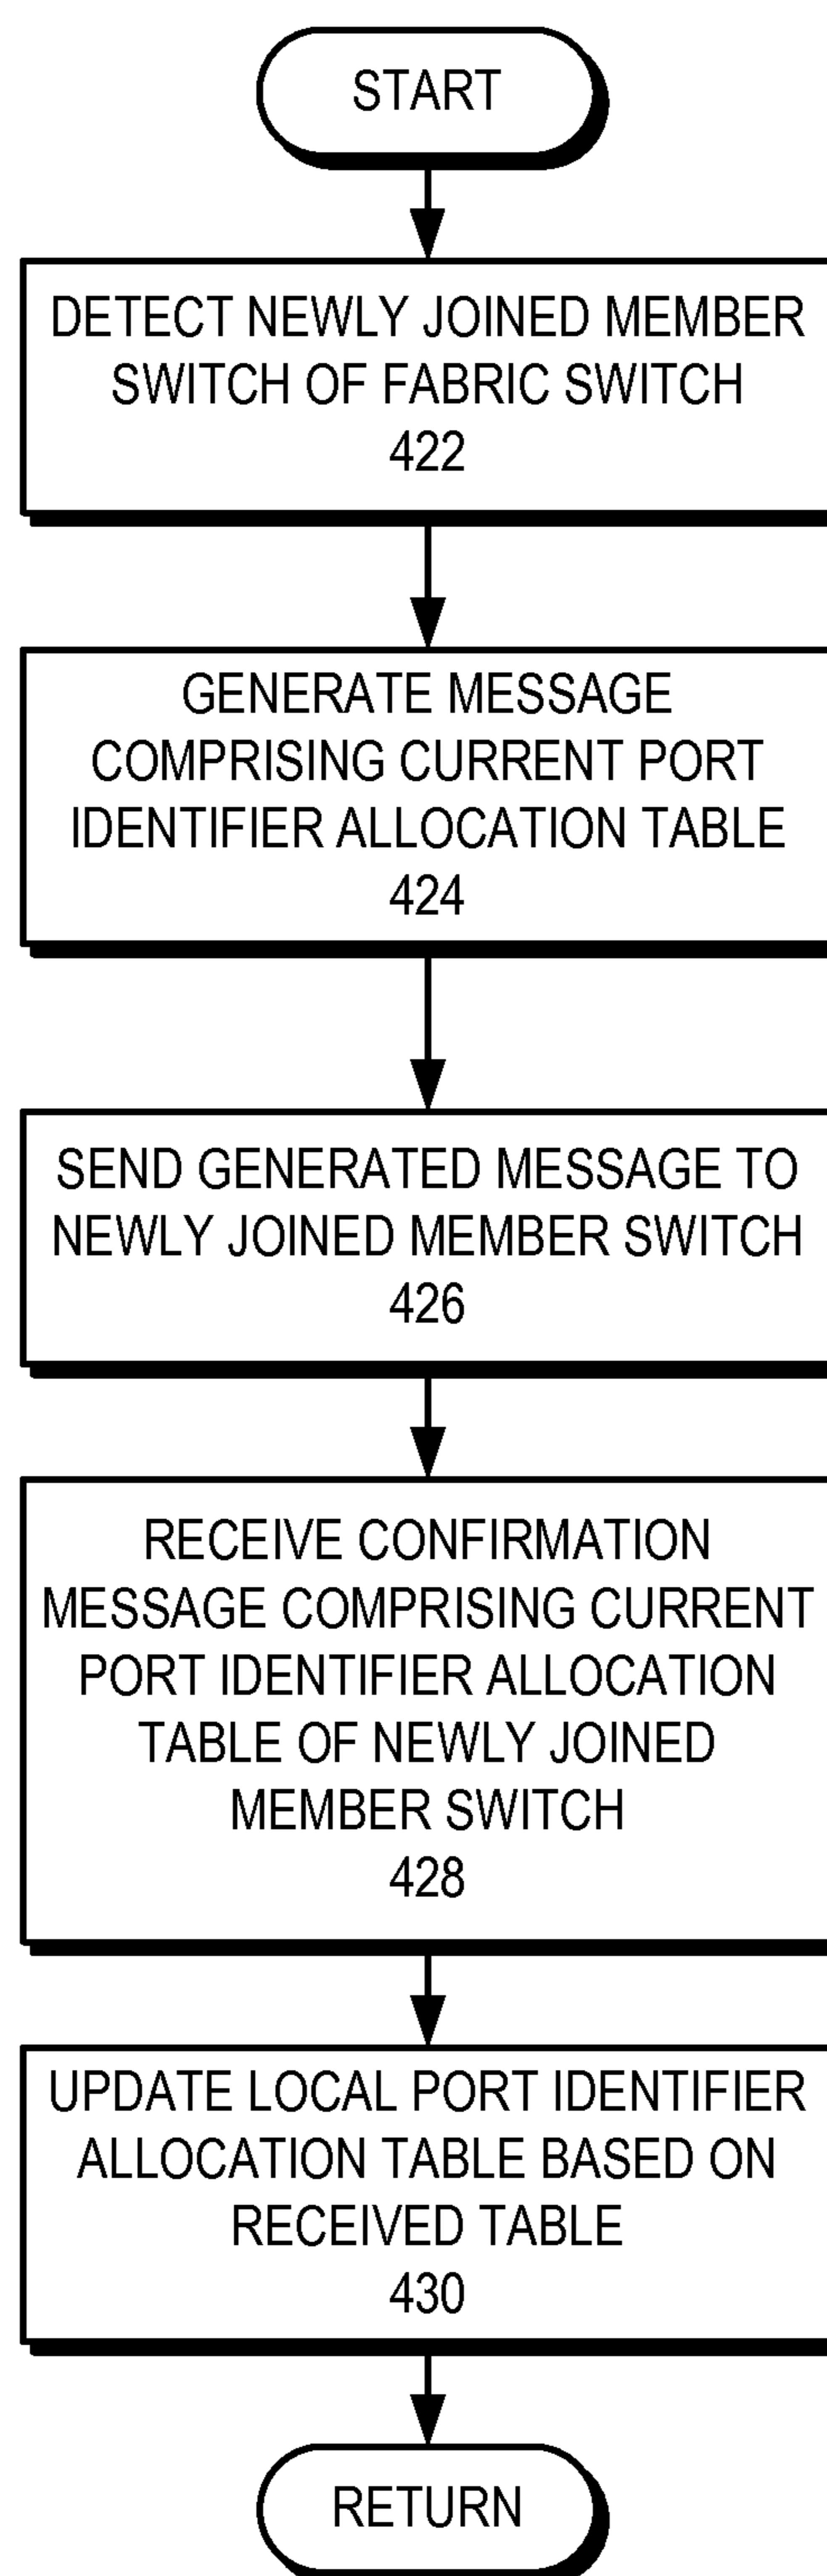 START
DETECT NEWLY JOINED MEMBER
SWITCH OF FABRIC SWITCH
422
GENERATE MESSAGE
COMPRISING CURRENT PORT
IDENTIFIER ALLOCATION TABLE
424
SEND GENERATED MESSAGE TO
NEWLY JOINED MEMBER SWITCH
426
RECEIVE CONFIRMATION
MESSAGE COMPRISING CURRENT
PORT IDENTIFIER ALLOCATION
TABLE OF NEWLY JOINED
MEMBER SWITCH
428
UPDATE LOCAL PORT IDENTIFIER
ALLOCATION TABLE BASED ON
RECEIVED TABLE
430
RETURN